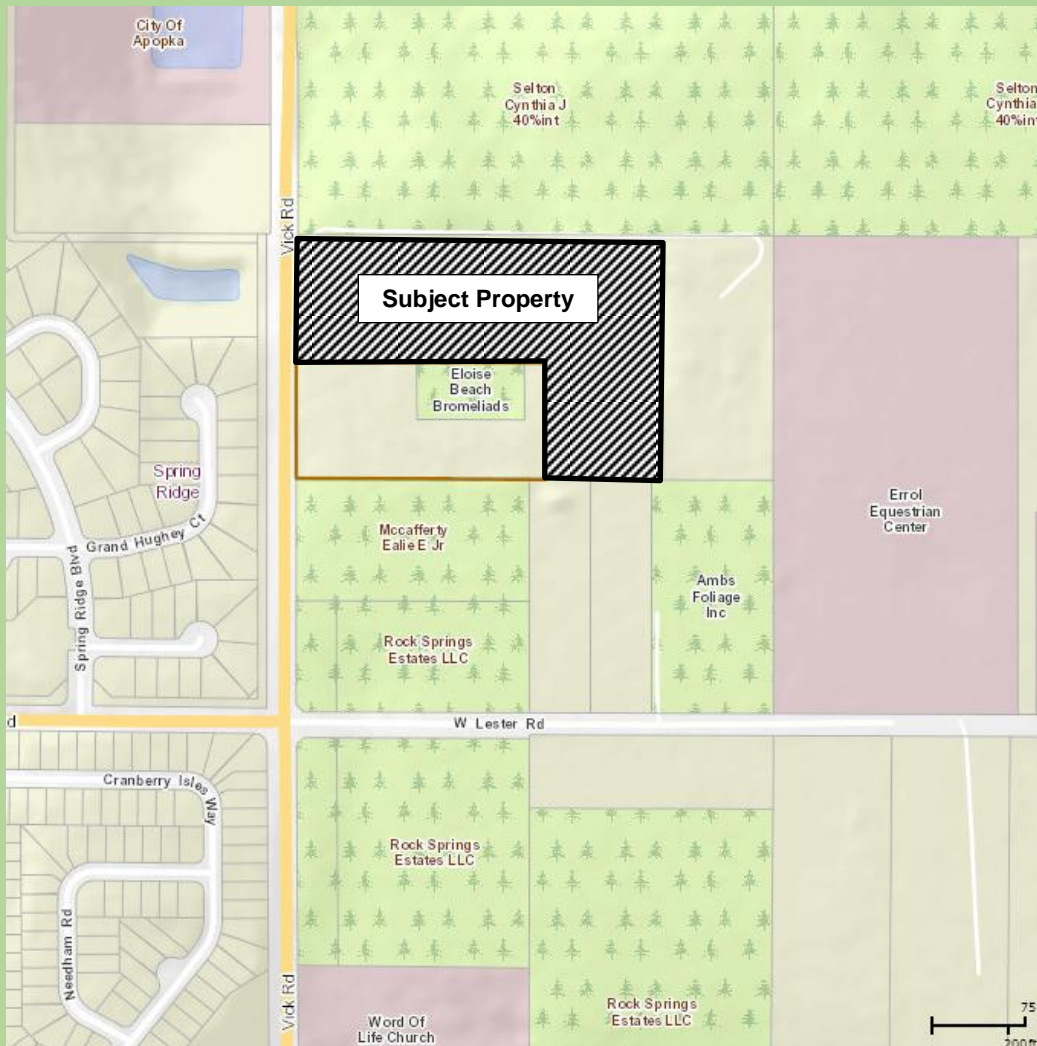 City Of
Apopka
Selton
Cynthia J
40%int
Selton
Cynthia
40%int
Vick Rd
Subject Property
Eloise
Beach
Bromeliads
Spring
Ridge
Grand Hughey Ct
Spring Ridge Blvd
Mccafferty
Ealie E Jr
Errol
Equestrian
Center
Ambs
Foliage
Inc
Rock Springs
Estates LLC
d
W Lester Rd
Cranberry Isles Way
Rock Springs
Estates LLC
Needham Rd
Vick Rd
Word Of
Life Church
Rock Springs
Estates LLC
75
200ft